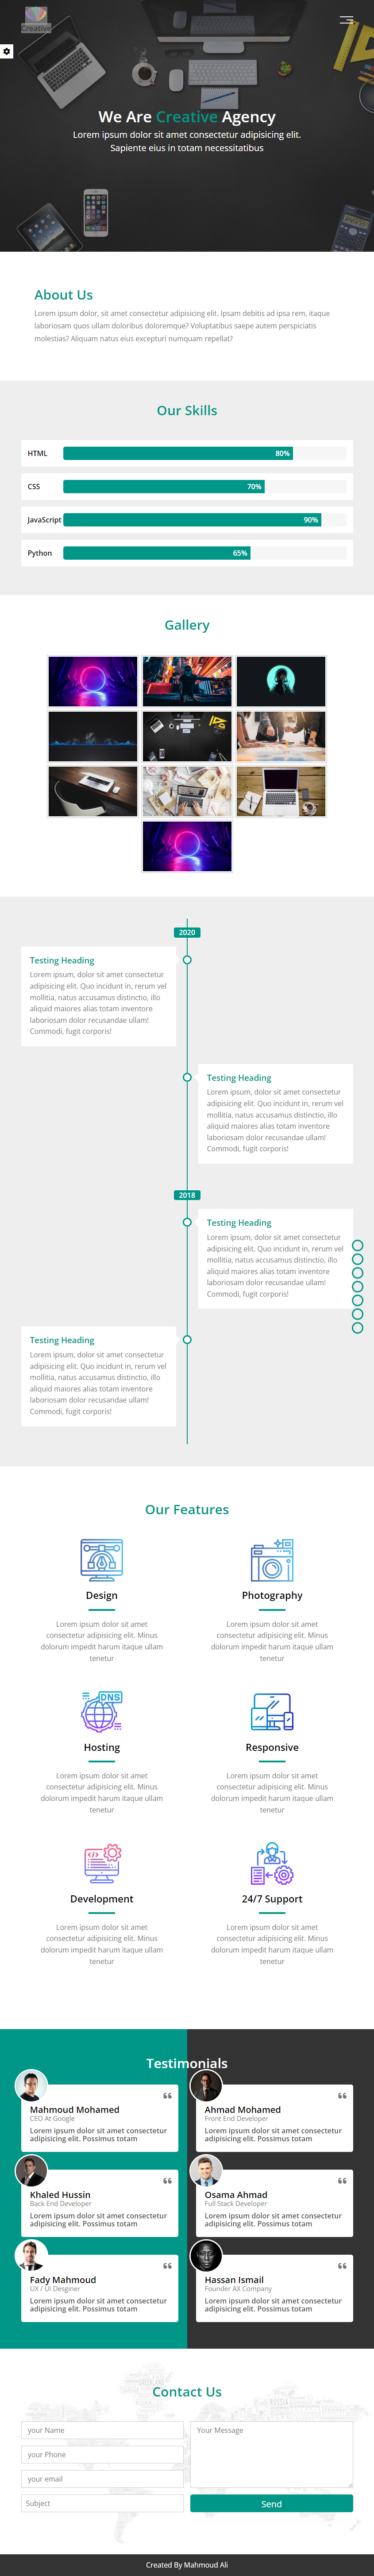 Creative
We Are Creative Agency
Lorem ipsum dolor sit amet consectetur adipisicing elit.
Sapiente eius in totam necessitatibus
About Us
Lorem ipsum dolor, sit amet consectetur adipisicing elit. Ipsam debitis ad ipsa rem, itaque
laboriosam quos ullam doloribus doloremque? Voluptatibus saepe autem perspiciatis
molestias? Aliquam natus eius excepturi numquam repellat?
Our Skills
HTML 80%
CSS 70%
JavaScript 90%
Python 65%
Gallery
2020
Testing Heading
Lorem ipsum, dolor sit amet consectetur
adipisicing elit. Quo incidunt in, rerum vel
mollitia, natus accusamus distinctio, illo
aliquid maiores alias totam inventore
laboriosam dolor recusandae ullam!
Commodi, fugit corporis!
Testing Heading
Lorem ipsum, dolor sit amet consectetur
adipisicing elit. Quo incidunt in, rerum vel
mollitia, natus accusamus distinctio, illo
aliquid maiores alias totam inventore
laboriosam dolor recusandae ullam!
Commodi, fugit corporis!
2018
Testing Heading
Lorem ipsum, dolor sit amet consectetur
adipisicing elit. Quo incidunt in, rerum vel
mollitia, natus accusamus distinctio, illo
aliquid maiores alias totam inventore
laboriosam dolor recusandae ullam!
Commodi, fugit corporis!
Testing Heading
Lorem ipsum, dolor sit amet consectetur
adipisicing elit. Quo incidunt in, rerum vel
mollitia, natus accusamus distinctio, illo
aliquid maiores alias totam inventore
laboriosam dolor recusandae ullam!
Commodi, fugit corporis!
Our Features
Design
Lorem ipsum dolor sit amet
consectetur adipisicing elit. Minus
dolorum impedit harum itaque ullam
tenetur
Photography
Lorem ipsum dolor sit amet
consectetur adipisicing elit. Minus
dolorum impedit harum itaque ullam
tenetur
DNS
Hosting
Lorem ipsum dolor sit amet
consectetur adipisicing elit. Minus
dolorum impedit harum itaque ullam
tenetur
Responsive
Lorem ipsum dolor sit amet
consectetur adipisicing elit. Minus
dolorum impedit harum itaque ullam
tenetur
Development
Lorem ipsum dolor sit amet
consectetur adipisicing elit. Minus
dolorum impedit harum itaque ullam
tenetur
24/7 Support
Lorem ipsum dolor sit amet
consectetur adipisicing elit. Minus
dolorum impedit harum itaque ullam
tenetur
Testimonials
Mahmoud Mohamed
CEO At Google
Lorem ipsum dolor sit amet consectetur
adipisicing elit. Possimus totam
Ahmad Mohamed
Front End Developer
Lorem ipsum dolor sit amet consectetur
adipisicing elit. Possimus totam
Khaled Hussin
Back End Developer
Lorem ipsum dolor sit amet consectetur
adipisicing elit. Possimus totam
Osama Ahmad
Full Stack Developer
Lorem ipsum dolor sit amet consectetur
adipisicing elit. Possimus totam
Fady Mahmoud
UX / UI Desginer
Lorem ipsum dolor sit amet consectetur
adipisicing elit. Possimus totam
Hassan Ismail
Founder AX Company
Lorem ipsum dolor sit amet consectetur
adipisicing elit. Possimus totam
Contact Us
your Name
your Phone
your email
Subject
Your Message
Send
Created By Mahmoud Ali